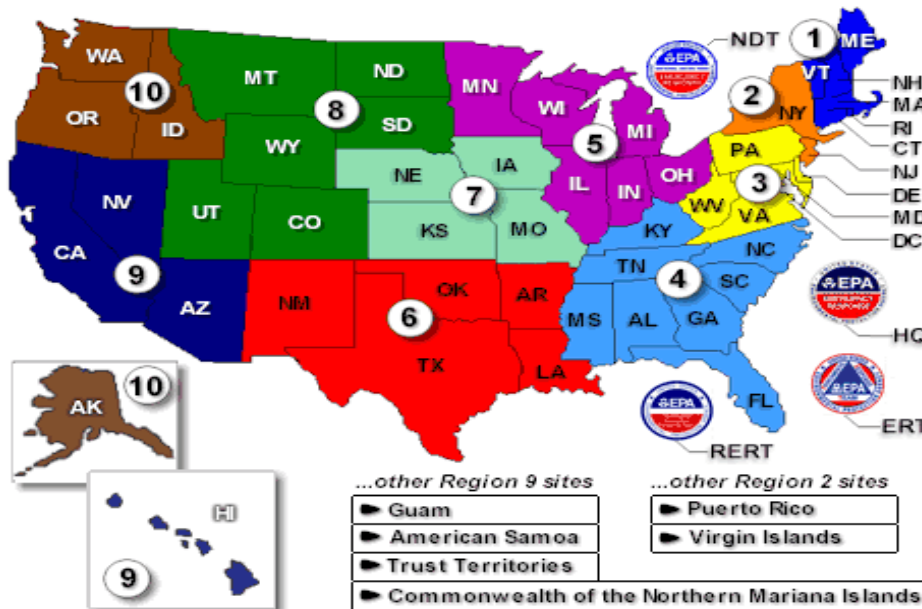 NDT
1
ME
VT
NH
MA
RI
CT
NJ
DE
MD
DC
WA
10
OR
ID
MT
ND
8
SD
WY
UT
CO
MN
WI
MI
5
IL
IN
OH
2
NY
PA
3
WV
VA
NE
IA
7
KS
MO
NV
CA
9
AZ
NM
OK
AR
6
TX
LA
KY
NC
TN
4
SC
MS
AL
GA
FL
EPA
EPA
EPA
EPA
HQ
ERT
RERT
10
AK
HI
9
...other Region 9 sites
Guam
American Samoa
Trust Territories
Commonwealth of the Northern Mariana Islands
...other Region 2 sites
Puerto Rico
Virgin Islands